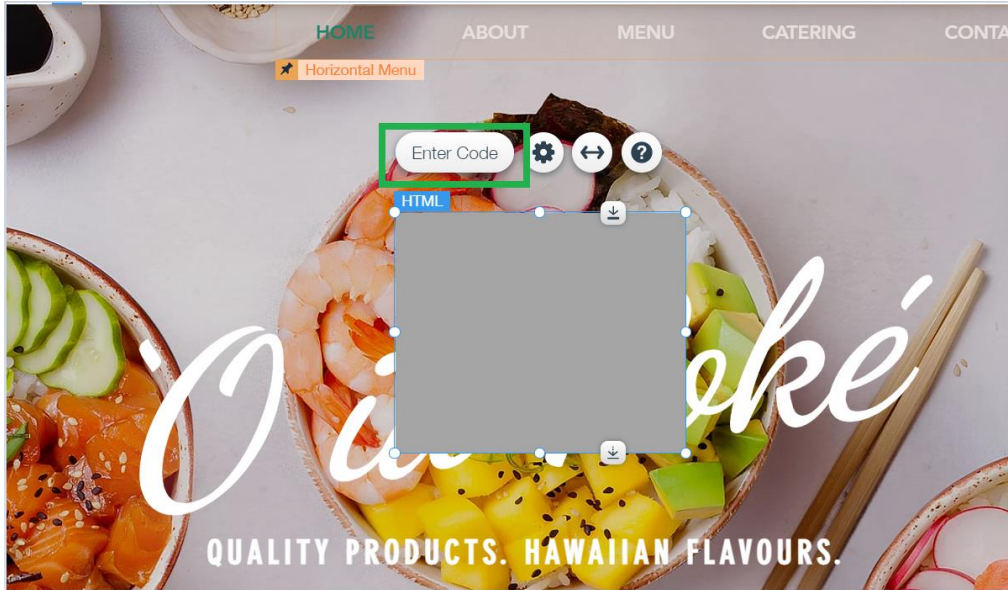 HOME ABOUT MENU CATERING CONTA
Horizontal Menu
Enter Code
HTML
QUALITY PRODUCTS. HAWAIIAN FLAVOURS.